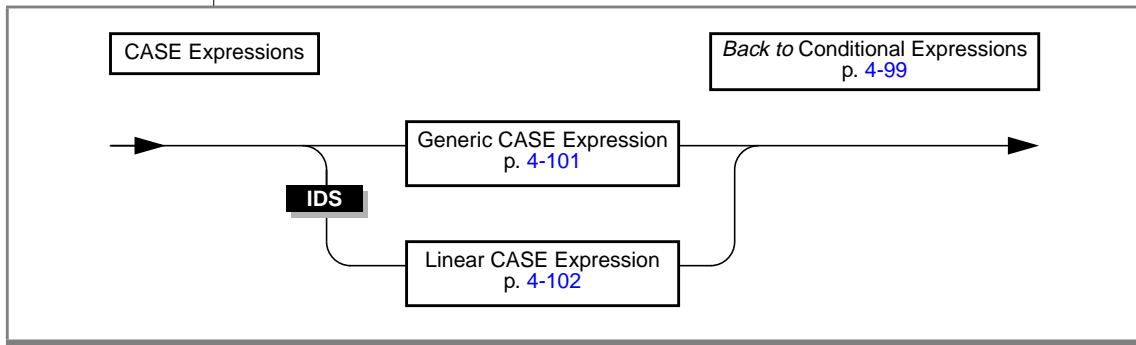 CASE Expressions
Back to Conditional Expressions
p. 4-99
Generic CASE Expression
p. 4-101
IDS
Linear CASE Expression
p. 4-102